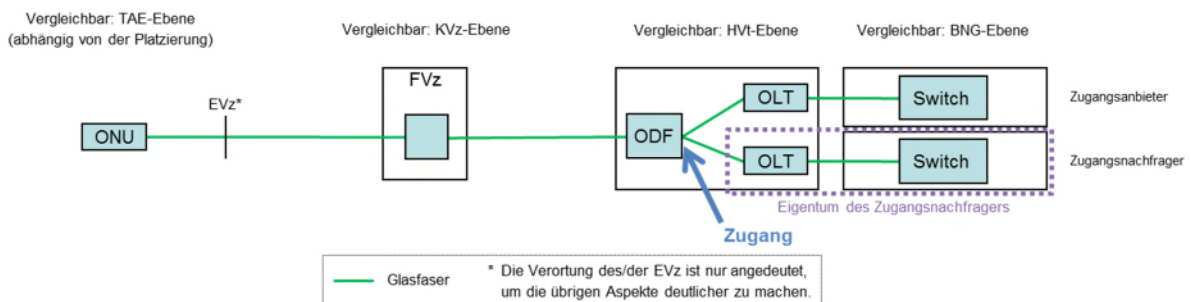 Vergleichbar: TAE-Ebene
(abhängig von der Platzierung)
Vergleichbar: KVz-Ebene
Vergleichbar: HVt-Ebene
Vergleichbar: BNG-Ebene
FVz
EVz*
ONU
ODF
OLT
Switch
Zugangsanbieter
OLT
Switch
Zugangsnachfrager
Eigentum des Zugangsnachfragers
Zugang
Glasfaser
* Die Verortung des/der EVz ist nur angedeutet,
um die übrigen Aspekte deutlicher zu machen.